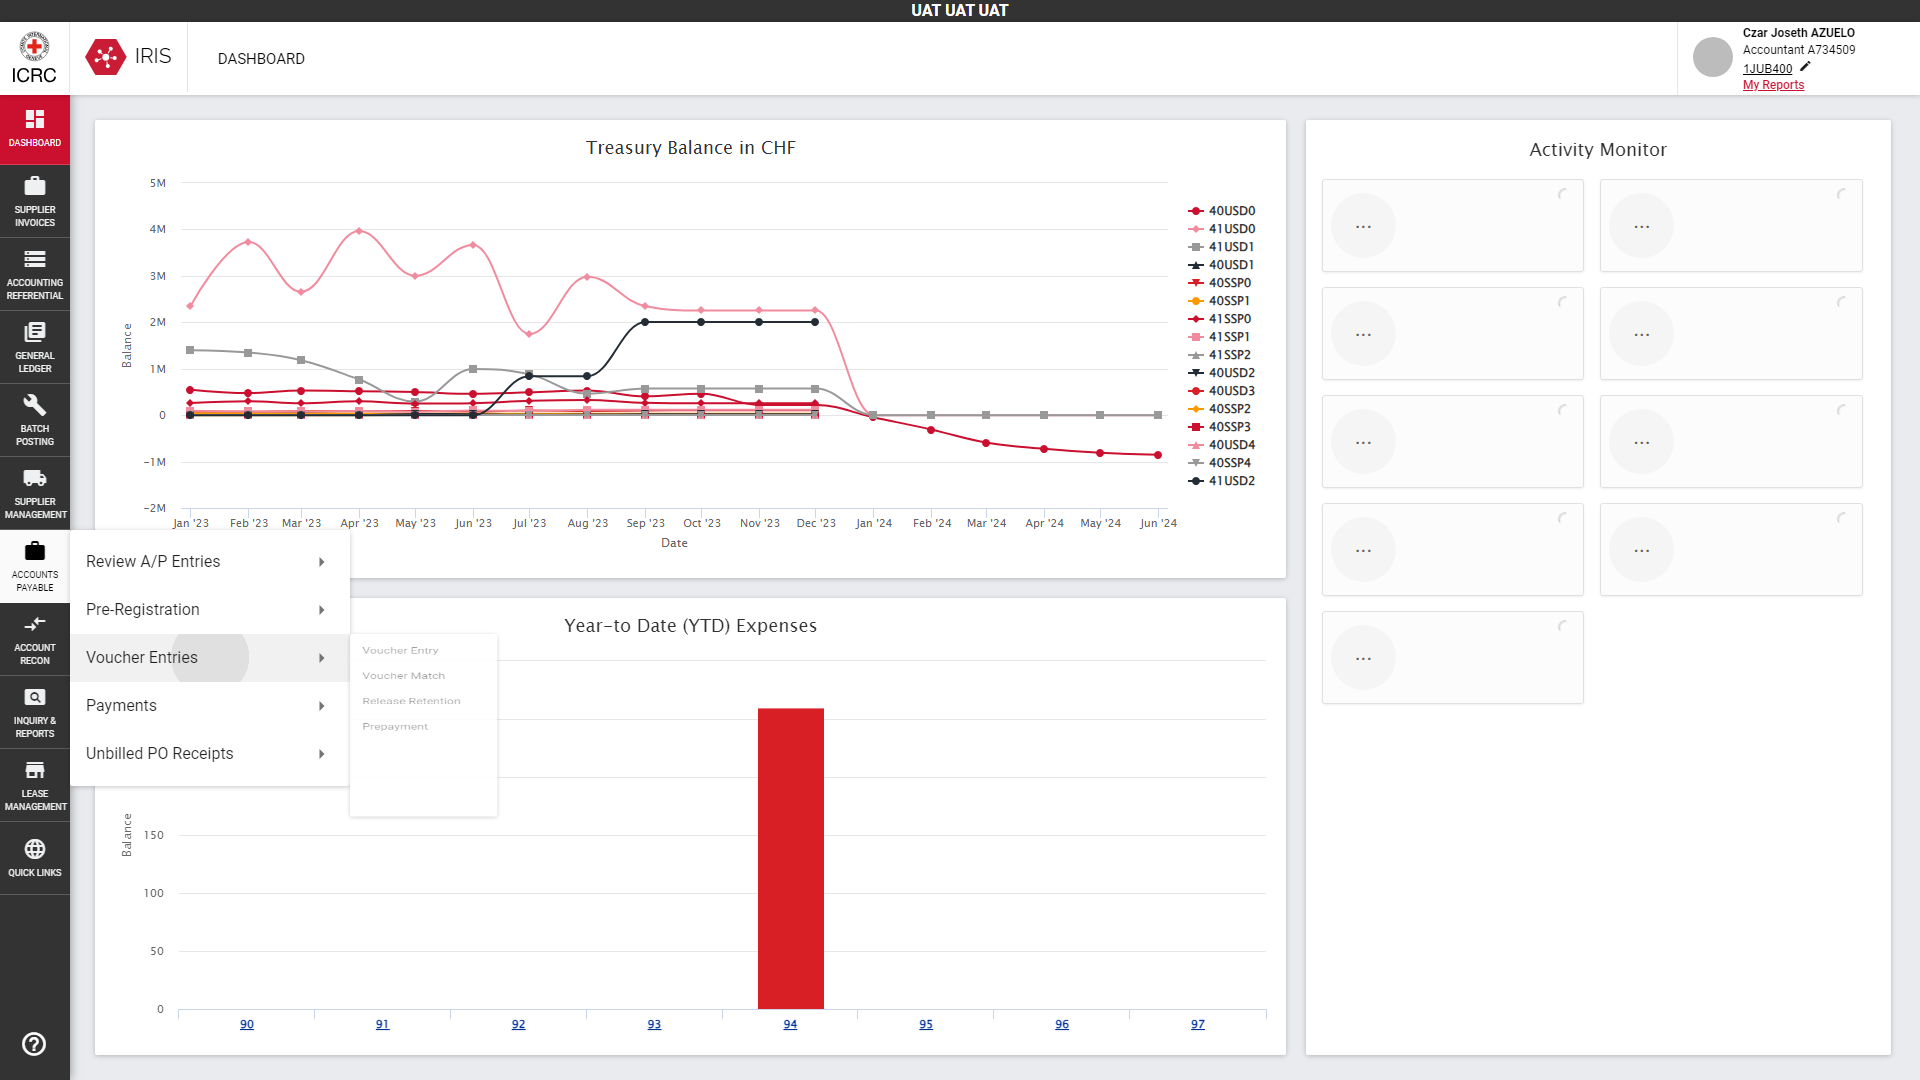 UAT UAT UAT
ICRC
IRIS
DASHBOARD
Czar Joseth AZUELO
Accountant A734509
1JUB400
My Reports
DASHBOARD
SUPPLIER
INVOICES
ACCOUNTING
REFERENTIAL
GENERAL
LEDGER
BATCH
POSTING
SUPPLIER
MANAGEMENT
ACCOUNTS
PAYABLE
ACCOUNT
RECON
INQUIRY &
REPORTS
LEASE
MANAGEMENT
QUICK LINKS
Treasury Balance in CHF
Balance
5M
4M
3M
2M
1M
0
-1M
-2M
Jan '23 Feb '23 Mar '23 Apr '23 May '23 Jun '23 Jul '23 Aug '23 Sep '23 Oct '23 Nov '23 Dec '23 Jan '24 Feb '24 Mar '24 Apr '24 May '24 Jun '24
Date
40USD0
41USD0
41USD1
40USD1
40SSP0
40SSP1
41SSP0
41SSP1
41SSP2
40USD2
40USD3
40SSP2
40SSP3
40USD4
40SSP4
41USD2
Review A/P Entries
Pre-Registration
Voucher Entries
Payments
Unbilled PO Receipts
Voucher Entry
Voucher Match
Release Retention
Prepayment
Year-to Date (YTD) Expenses
Balance
150
100
50
0
90 91 92 93 94 95 96 97
Activity Monitor
... ...
... ...
... ...
... ...
...